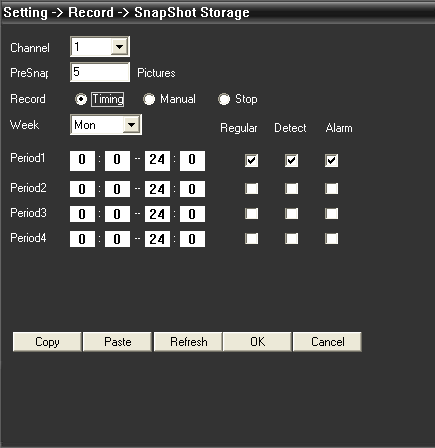 Setting -> Record -> SnapShot Storage
Channel 1
PreSnap 5 Pictures
Record Timing Manual Stop
Week Mon Regular Detect Alarm
Period1 0 : 0 -- 24 : 0
Period2 0 : 0 -- 24 : 0
Period3 0 : 0 -- 24 : 0
Period4 0 : 0 -- 24 : 0
Copy Paste Refresh OK Cancel